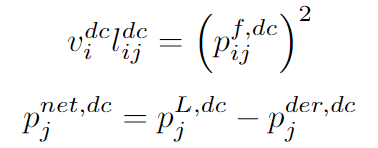 v_i^{dc} l_{ij}^{dc} = \left( p_{ij}^{f,dc} \right)^2
p_j^{net,dc} = p_j^{L,dc} - p_j^{der,dc}